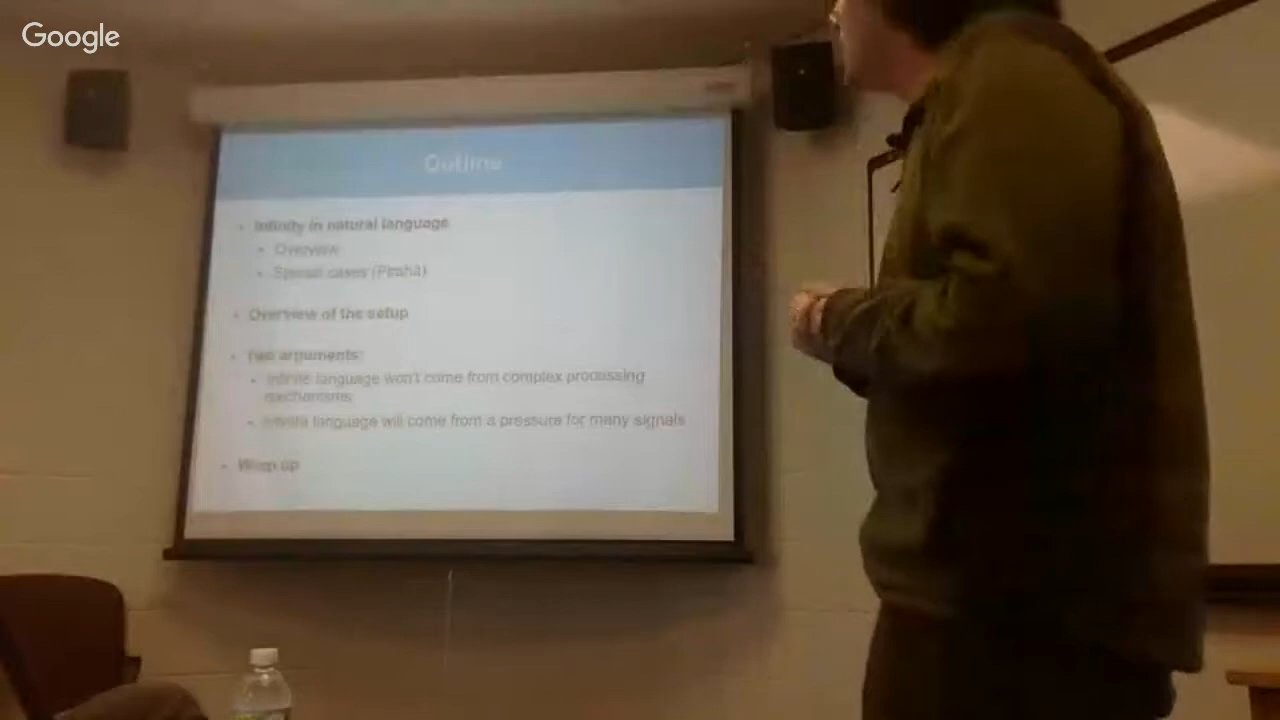 Google
Outline
• Infinity in natural language
• Overview
• Special cases (Pirahã)
• Overview of the setup
• Two arguments:
• Infinite language won't come from complex processing
mechanisms
• Infinite language will come from a pressure for many signals
• Wrap up